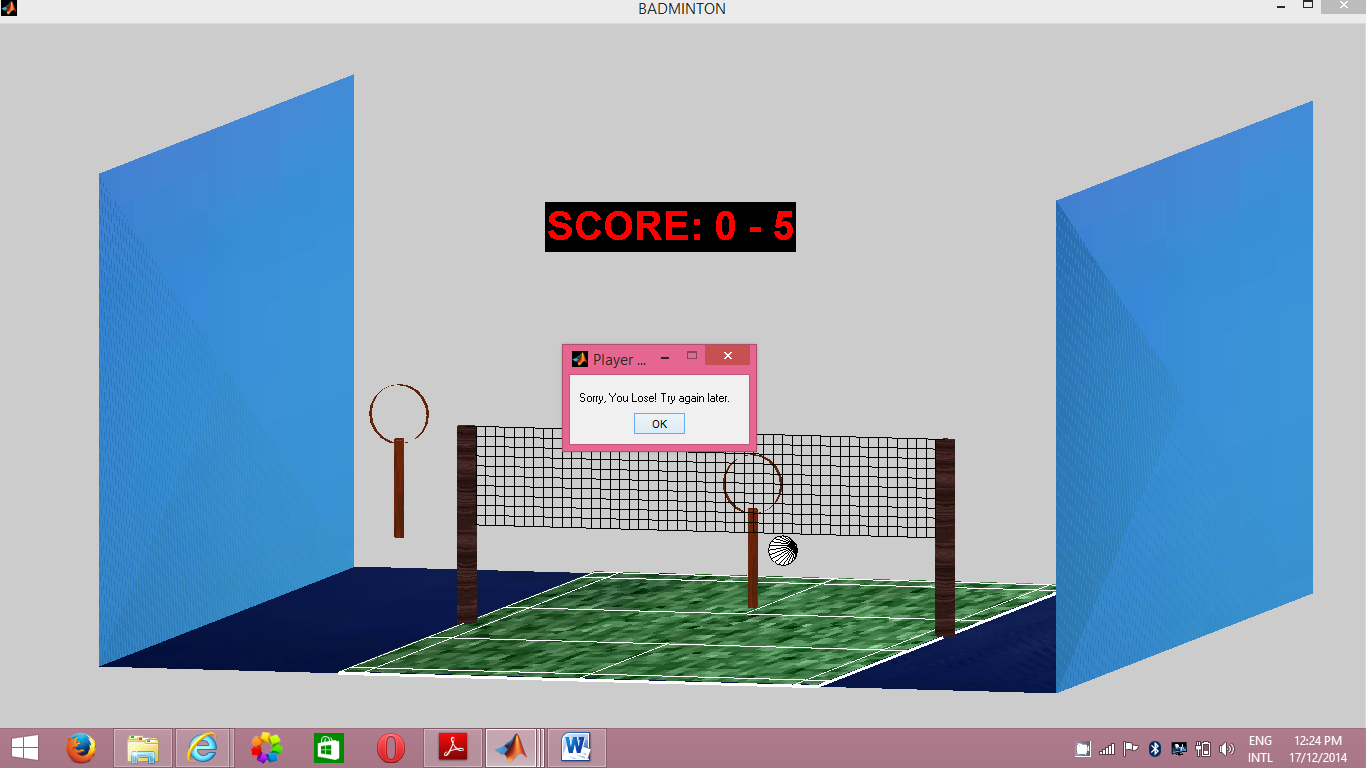 BADMINTON
SCORE: 0 - 5
Player ...
Sorry, You Lose! Try again later.
OK
ENG
INTL
12:24 PM
17/12/2014